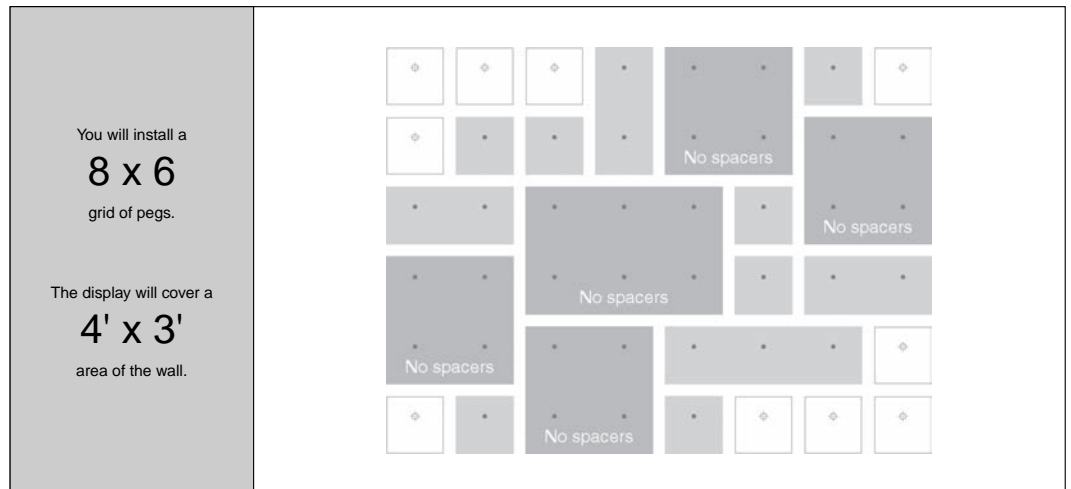 You will install a
8 x 6
grid of pegs.
The display will cover a
4' x 3'
area of the wall.
No spacers
No spacers
No spacers
No spacers
No spacers